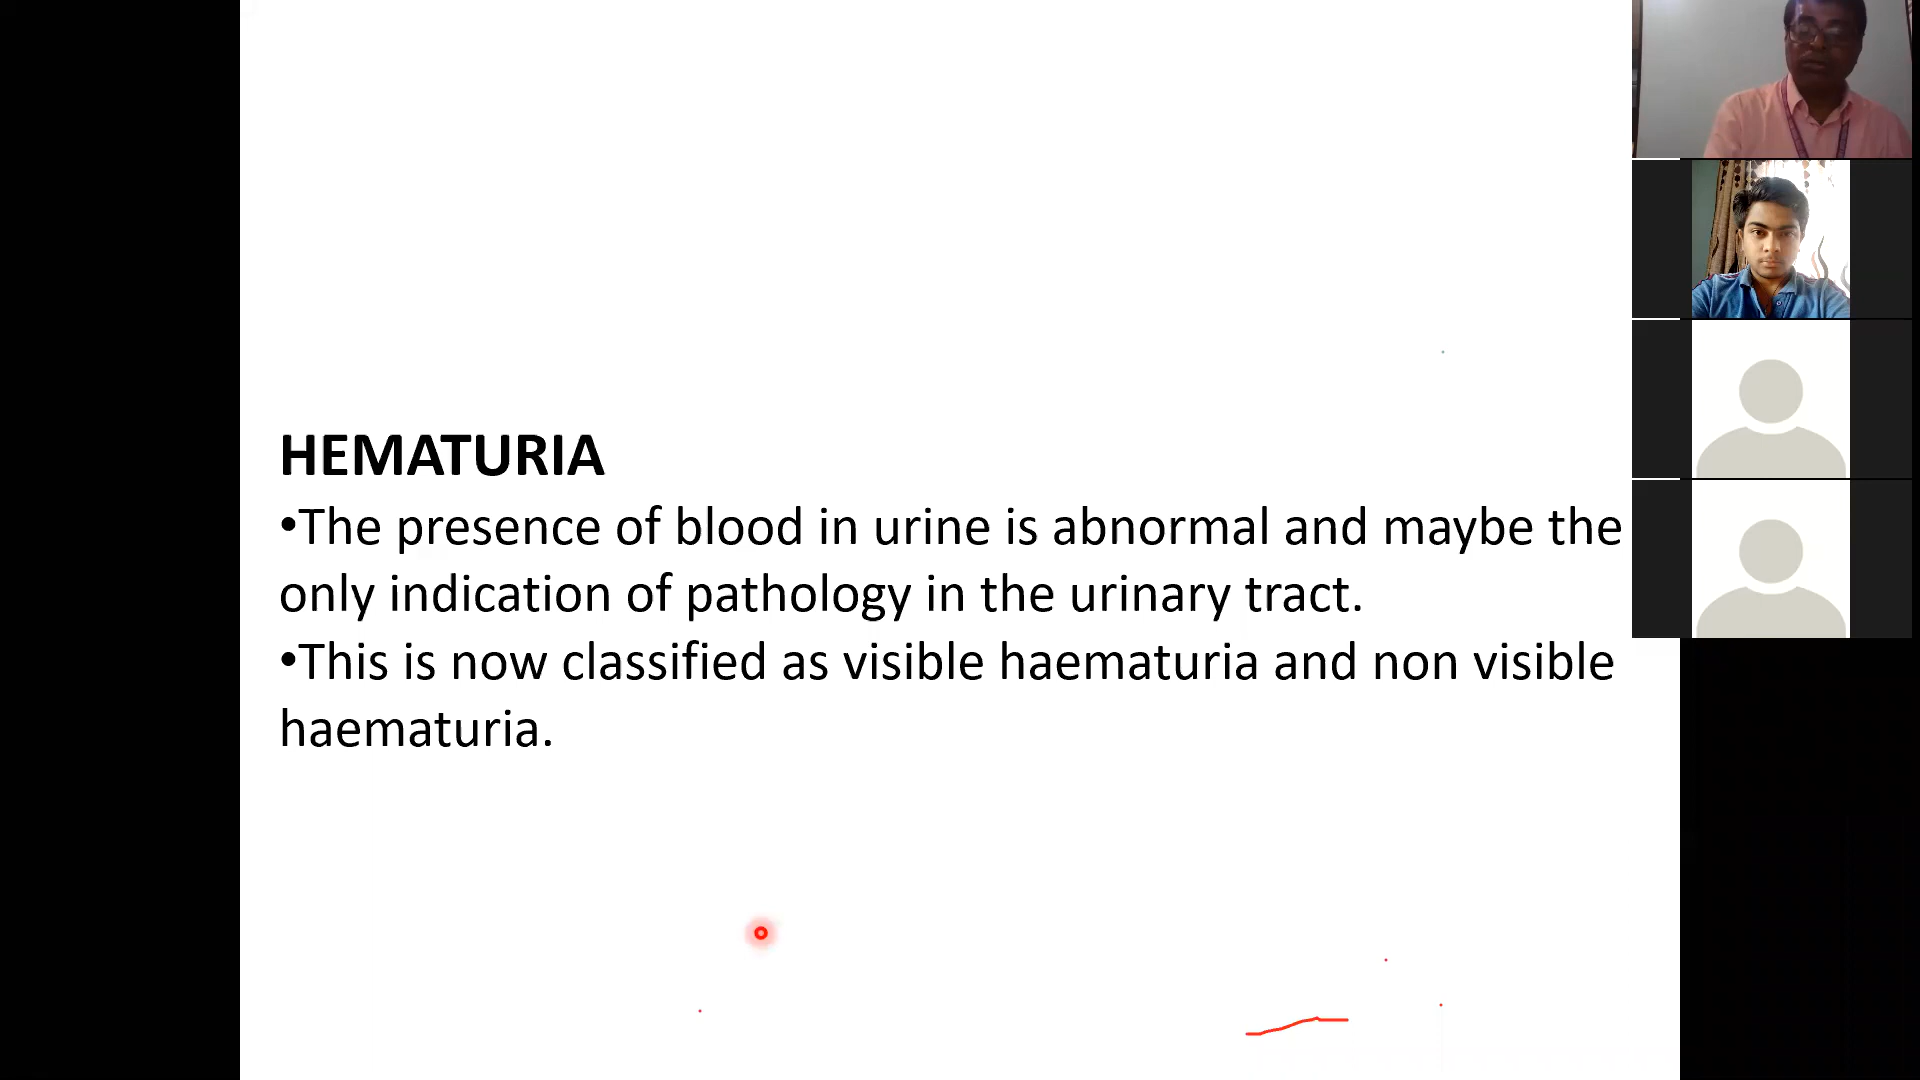 HEMATURIA
•The presence of blood in urine is abnormal and maybe the
only indication of pathology in the urinary tract.
•This is now classified as visible haematuria and non visible
haematuria.